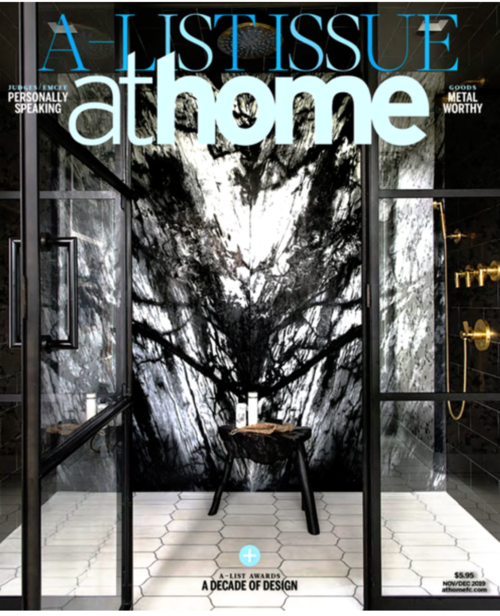 A-LIST ISSUE
athome
JUDGES/EMCEE
PERSONALLY
SPEAKING
GOODS
METAL
WORTHY
+
A-LIST AWARDS
A DECADE OF DESIGN
$5.95
NOV/DEC 2019
athomefc.com